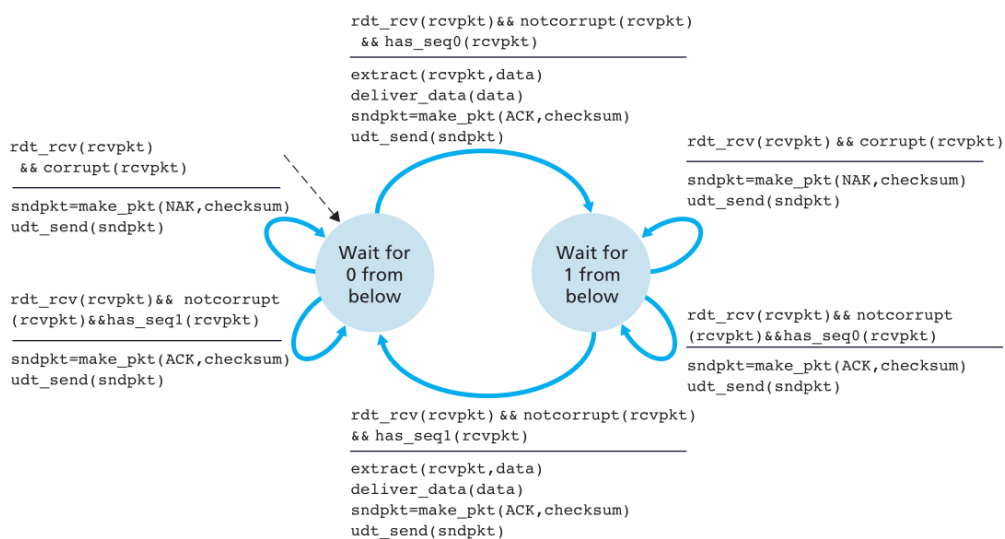 rdt_rcv(rcvpkt)&& notcorrupt(rcvpkt)
&& has_seq0(rcvpkt)
extract(rcvpkt,data)
deliver_data(data)
sndpkt=make_pkt(ACK,checksum)
udt_send(sndpkt)
rdt_rcv(rcvpkt)
&& corrupt(rcvpkt)
sndpkt=make_pkt(NAK,checksum)
udt_send(sndpkt)
rdt_rcv(rcvpkt) && corrupt(rcvpkt)
sndpkt=make_pkt(NAK,checksum)
udt_send(sndpkt)
Wait for
0 from
below
Wait for
1 from
below
rdt_rcv(rcvpkt)&& notcorrupt
(rcvpkt)&&has_seq1(rcvpkt)
sndpkt=make_pkt(ACK,checksum)
udt_send(sndpkt)
rdt_rcv(rcvpkt)&& notcorrupt
(rcvpkt)&&has_seq0(rcvpkt)
sndpkt=make_pkt(ACK,checksum)
udt_send(sndpkt)
rdt_rcv(rcvpkt) && notcorrupt(rcvpkt)
&& has_seq1(rcvpkt)
extract(rcvpkt,data)
deliver_data(data)
sndpkt=make_pkt(ACK,checksum)
udt_send(sndpkt)